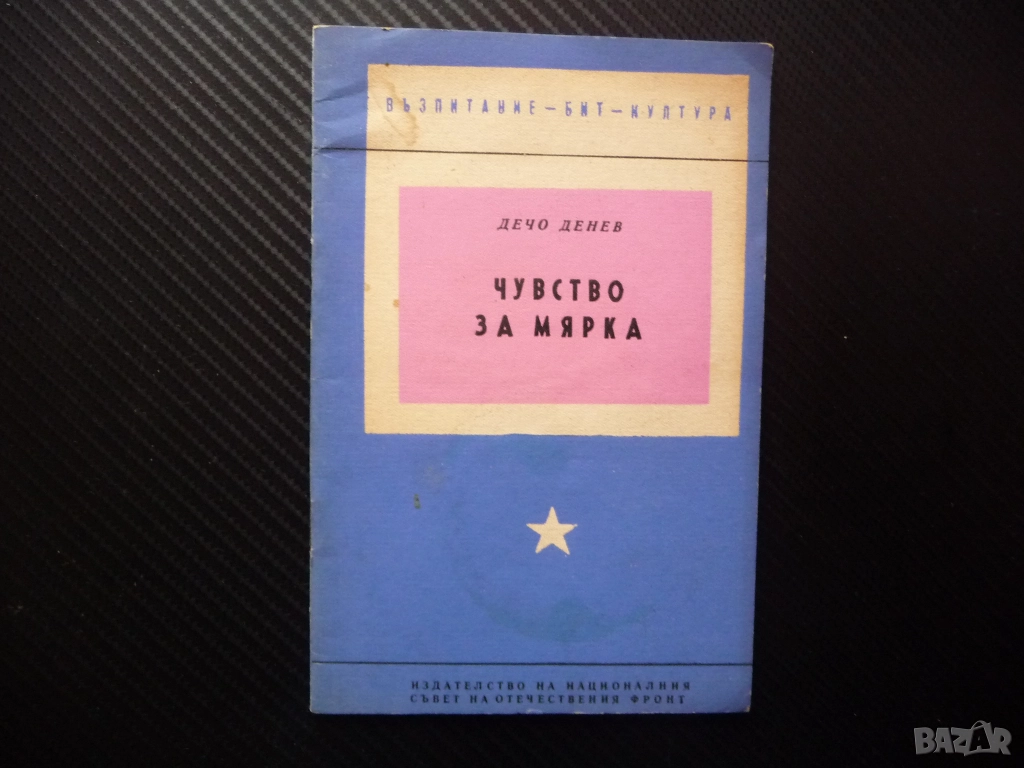 ВЪЗПИТАНИЕ – БИТ – КУЛТУРА
ДЕЧО ДЕНЕВ
ЧУВСТВО
ЗА МЯРКА
ИЗДАТЕЛСТВО НА НАЦИОНАЛНИЯ
СЪВЕТ НА ОТЕЧЕСТВЕНИЯ ФРОНТ
BAZAR